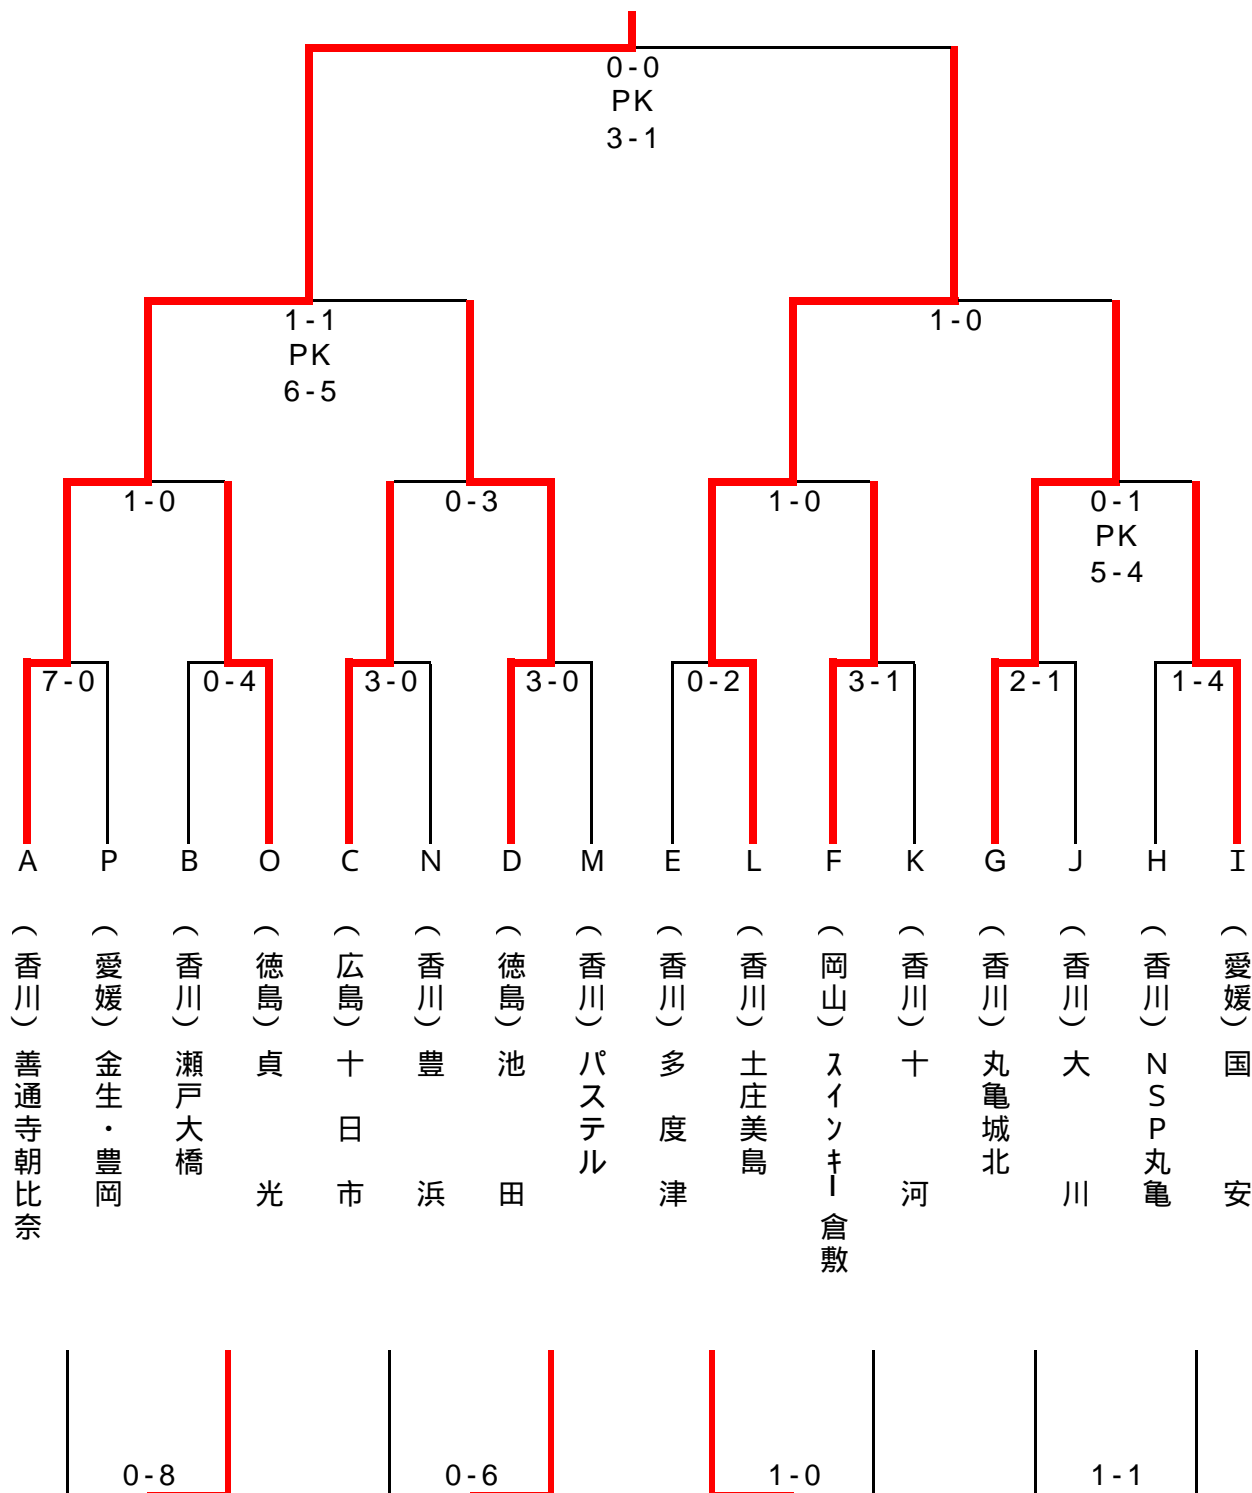 0-0
PK
3-1
1-1
PK
6-5
1-0
1-0
0-3
1-0
0-1
PK
5-4
7-0
0-4
3-0
3-0
0-2
3-1
2-1
1-4
A
P
B
O
C
N
D
M
E
L
F
K
G
J
H
I
(香川)善通寺朝比奈
(愛媛)金生・豊岡
(香川)瀬戸大橋
(徳島)貞光
(広島)十日市
(香川)豊浜
(徳島)池田
(香川)パステル
(香川)多度津
(香川)土庄美島
(岡山)スインキー倉敷
(香川)十河
(香川)丸亀城北
(香川)大川
(香川)NSP丸亀
(愛媛)国安
0-8
0-6
1-0
1-1